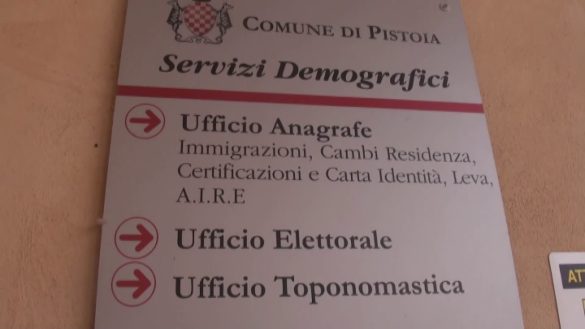 COMUNE DI PISTOIA
Servizi Demografici
Ufficio Anagrafe
Immigrazioni, Cambi Residenza,
Certificazioni e Carta Identità, Leva,
A.I.R.E
Ufficio Elettorale
Ufficio Toponomastica